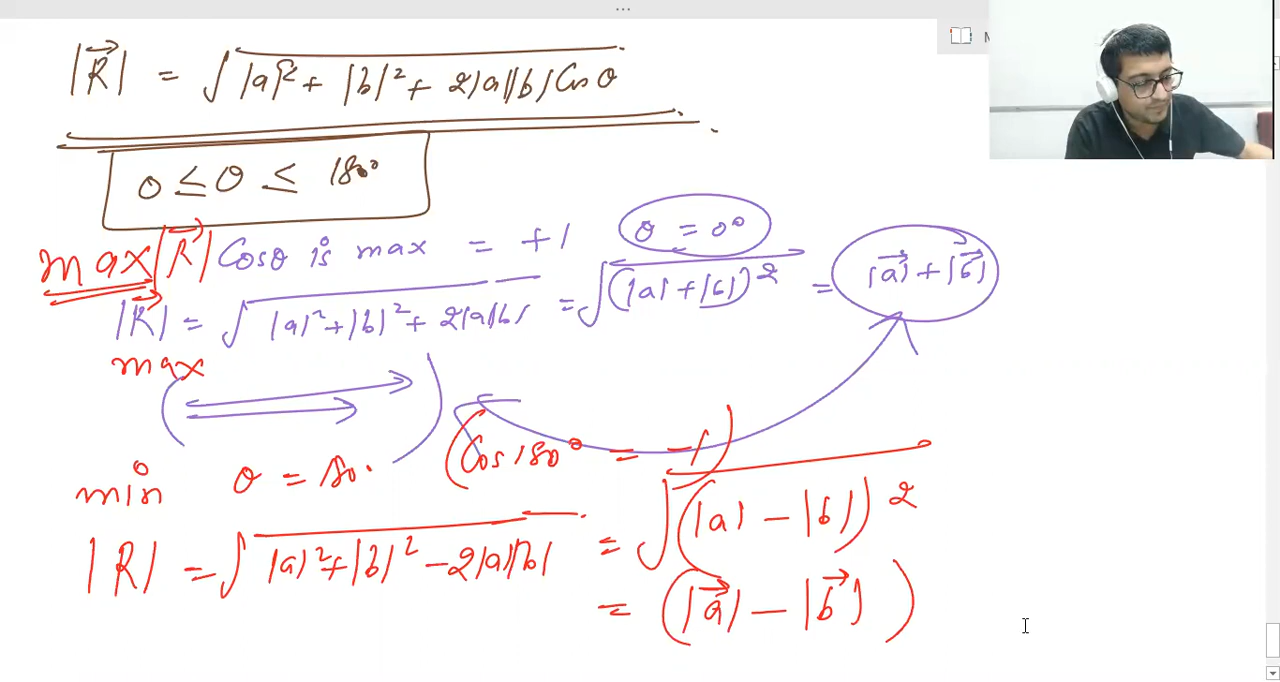 |R⃗| = √|a|² + |b|² + 2|a||b| Cos θ
0 ≤ θ ≤ 180°
max |R⃗| Cosθ is max = +1 θ = 0°
|R⃗| = √|a|² + |b|² + 2|a||b| = √(|a| + |b|)² = |a⃗| + |b⃗|
max
min θ = 180° (Cos 180° = -1)
|R| = √|a|² + |b|² - 2|a||b| = √(|a| - |b|)²
= (|a⃗| - |b⃗|)